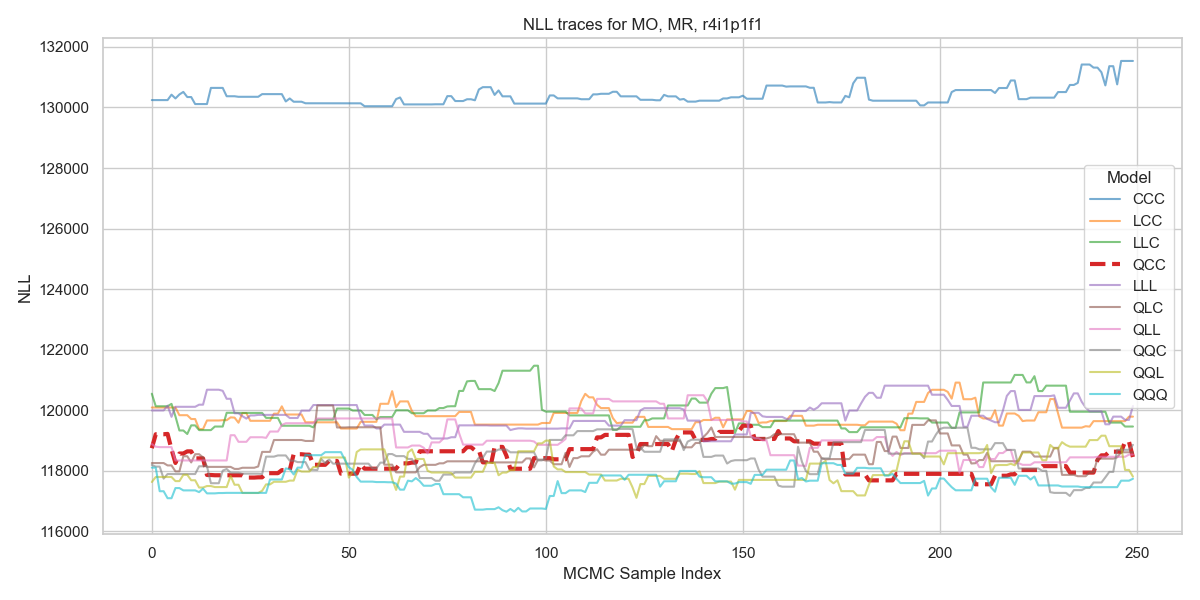 NLL traces for MO, MR, r4i1p1f1
132000
130000
128000
126000
124000
122000
120000
118000
116000
NLL
0
50
100
150
200
250
MCMC Sample Index
Model
CCC
LCC
LLC
QCC
LLL
QLC
QLL
QQC
QQL
QQQ